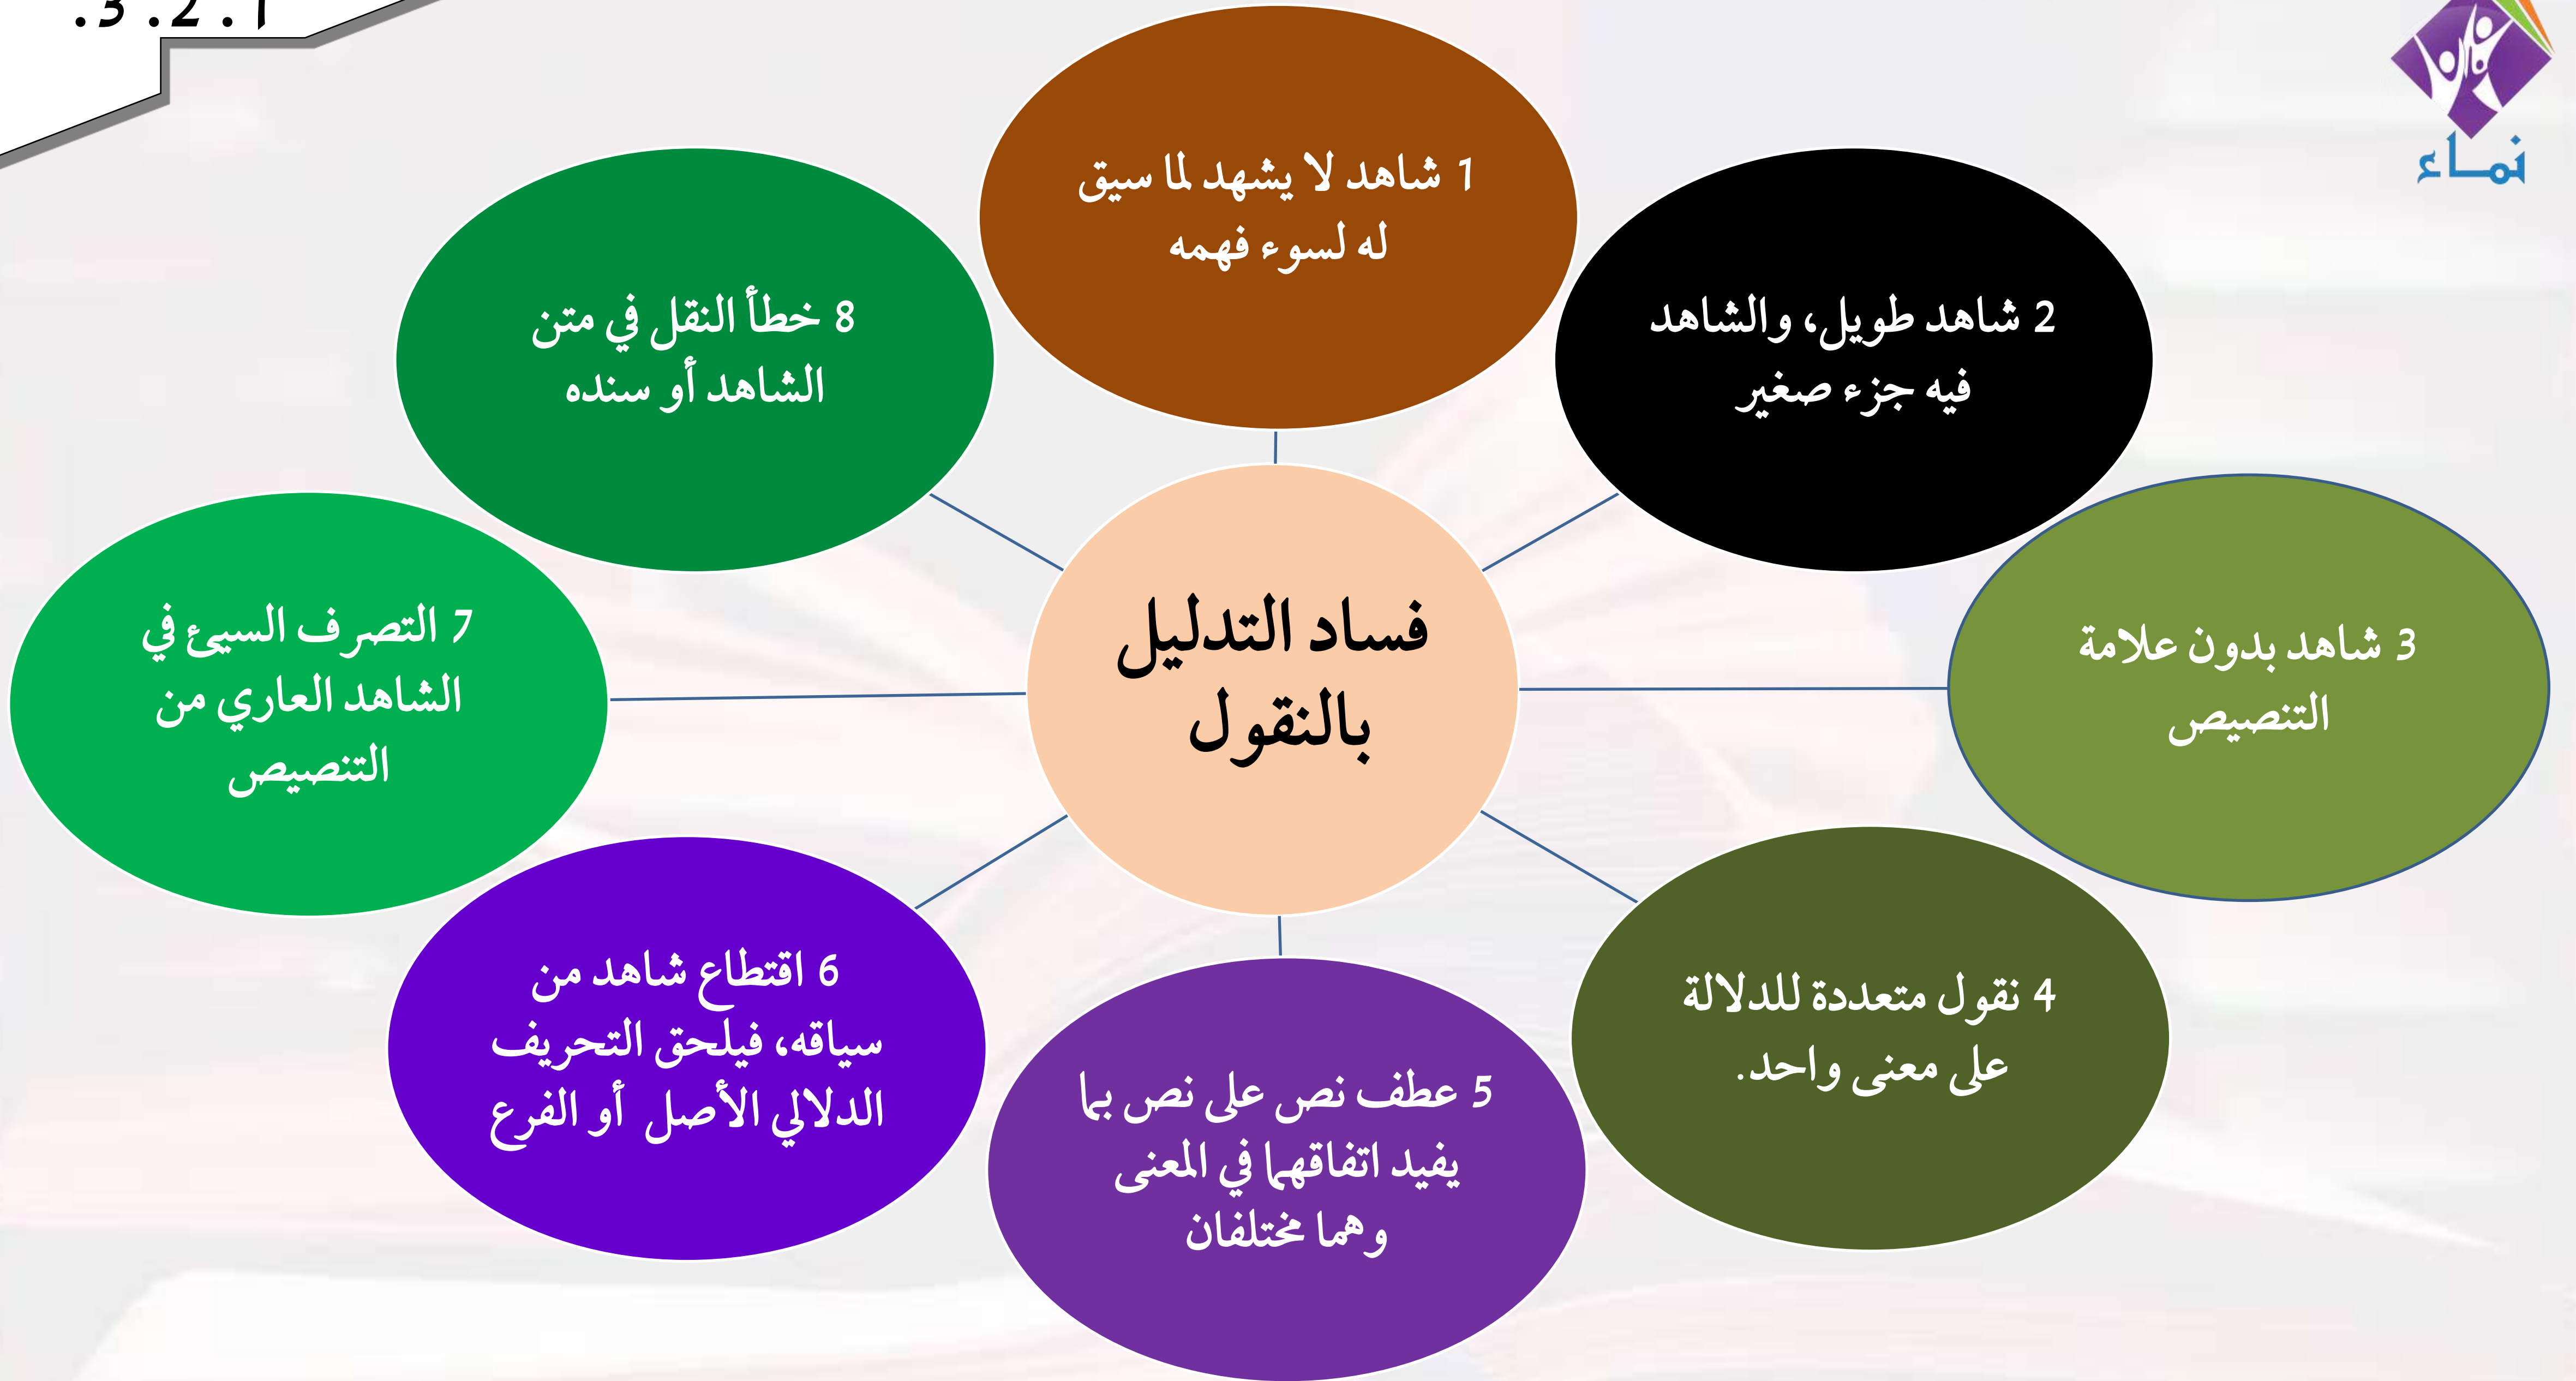 .3 .2 .1
نماء
فساد التدليل
بالنقول
1 شاهد لا يشهد لما سيق
له لسوء فهمه
2 شاهد طويل، والشاهد
فيه جزء صغير
3 شاهد بدون علامة
التنصيص
4 نقول متعددة للدلالة
على معنى واحد.
5 عطف نص على نص بما
يفيد اتفاقهما في المعنى
وهما مختلفان
6 اقتطاع شاهد من
سياقه، فيلحق التحريف
الدلالي الأصل أو الفرع
7 التصرف السيئ في
الشاهد العاري من
التنصيص
8 خطأ النقل في متن
الشاهد أو سنده